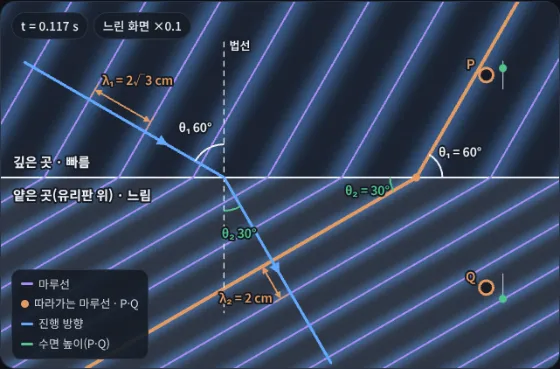 t = 0.117 s
느린 화면 ×0.1
법선
P
λ₁ = 2√3 cm
θ₁ 60°
θ₁ = 60°
깊은 곳 · 빠름
얕은 곳(유리판 위) · 느림
θ₂ = 30°
θ₂ 30°
Q
λ₂ = 2 cm
마루선
따라가는 마루선 · P·Q
진행 방향
수면 높이(P·Q)